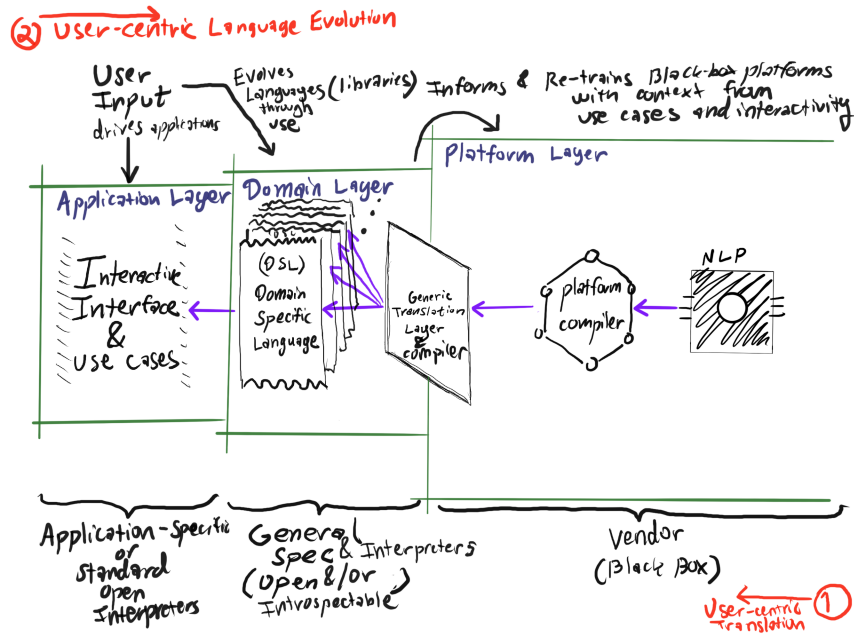 ② User-centric Language Evolution
User
Input
drives applications
Evolves
Languages (libraries)
through
use
Informs & Re-trains Black-box platforms
with context from
use cases and interactivity
Application Layer
Domain Layer
Platform Layer
Interactive
Interface
&
use cases
DSL
(DSL)
Domain
Specific
Language
Generic
Translation
Layer
&
compiler
platform
compiler
NLP
Application-Specific
or
Standard
open
Interpreters
General
Spec & Interpreters
(open &/or
Introspectable)
Vendor
(Black Box)
User-centric
Translation
①